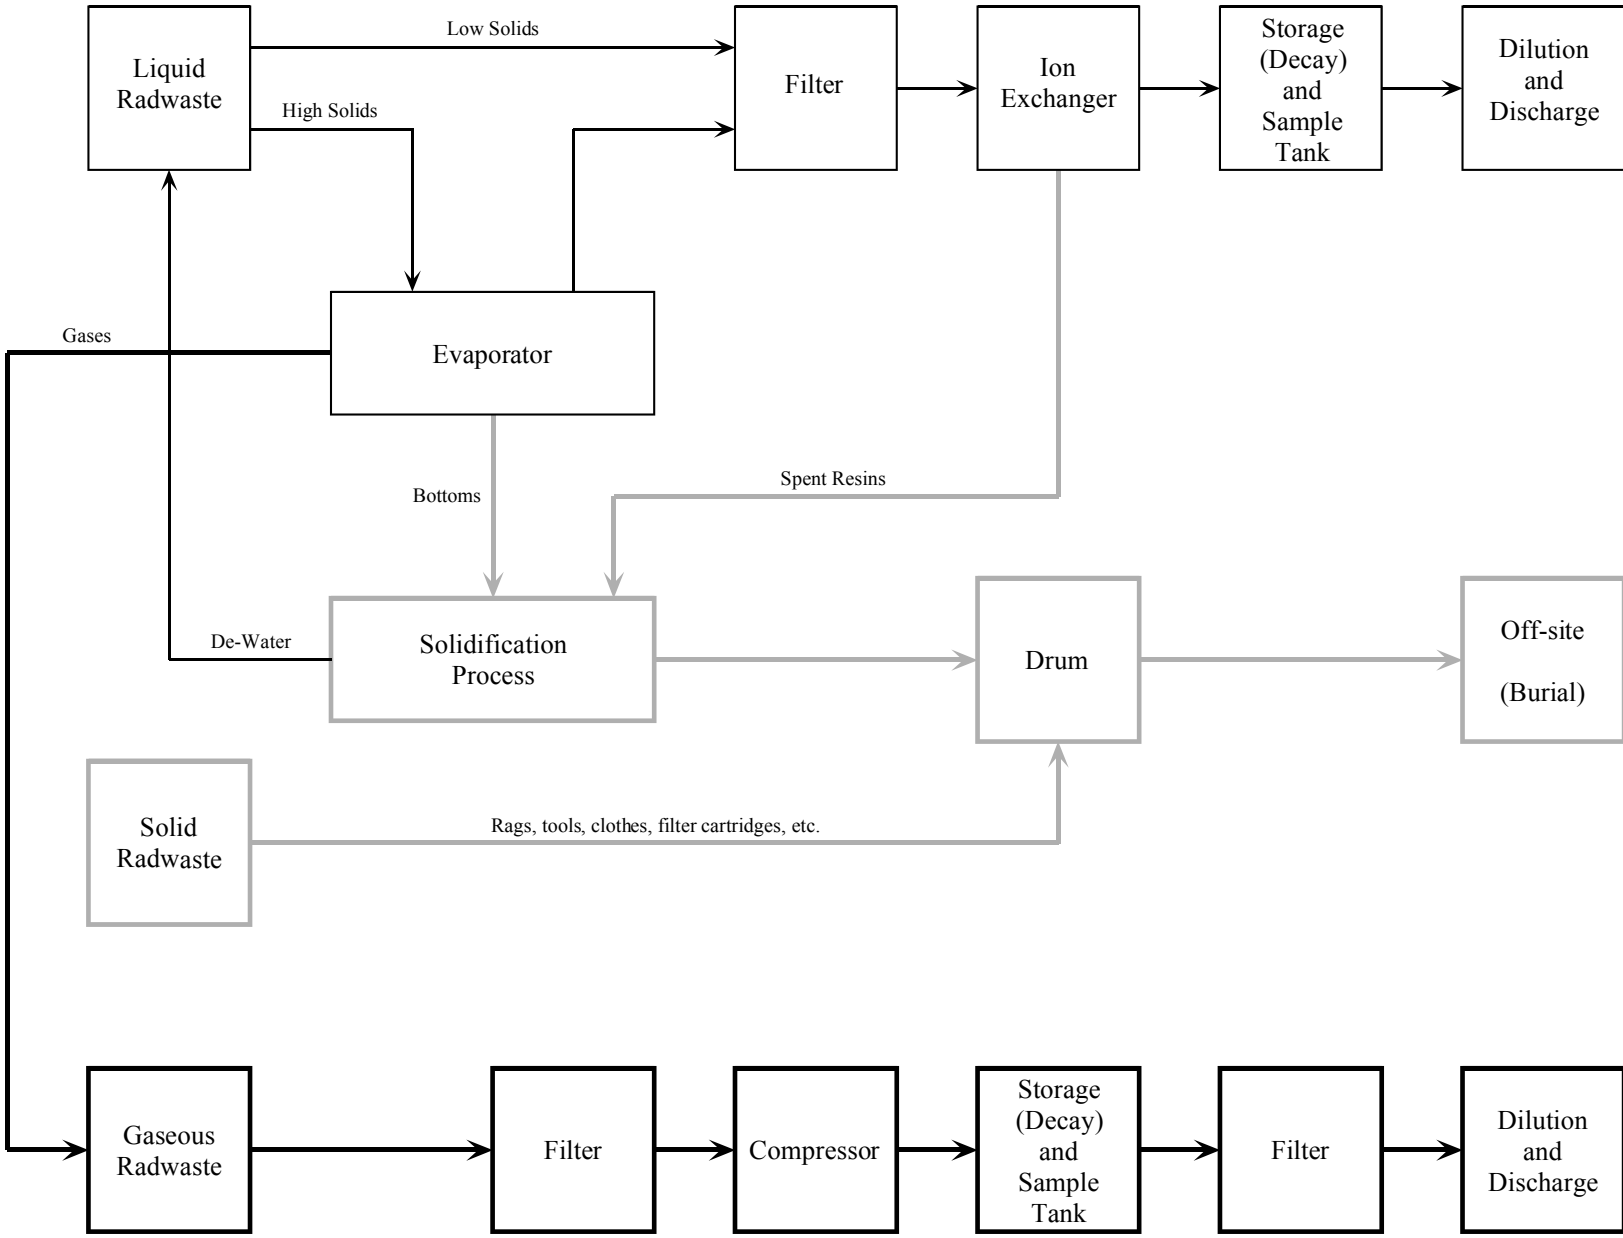 Low Solids
Liquid
Radwaste
High Solids
Filter
Ion
Exchanger
Storage
(Decay)
and
Sample
Tank
Dilution
and
Discharge
Gases
Evaporator
Bottoms
Spent Resins
De-Water
Solidification
Process
Drum
Off-site
(Burial)
Solid
Radwaste
Rags, tools, clothes, filter cartridges, etc.
Gaseous
Radwaste
Filter
Compressor
Storage
(Decay)
and
Sample
Tank
Filter
Dilution
and
Discharge